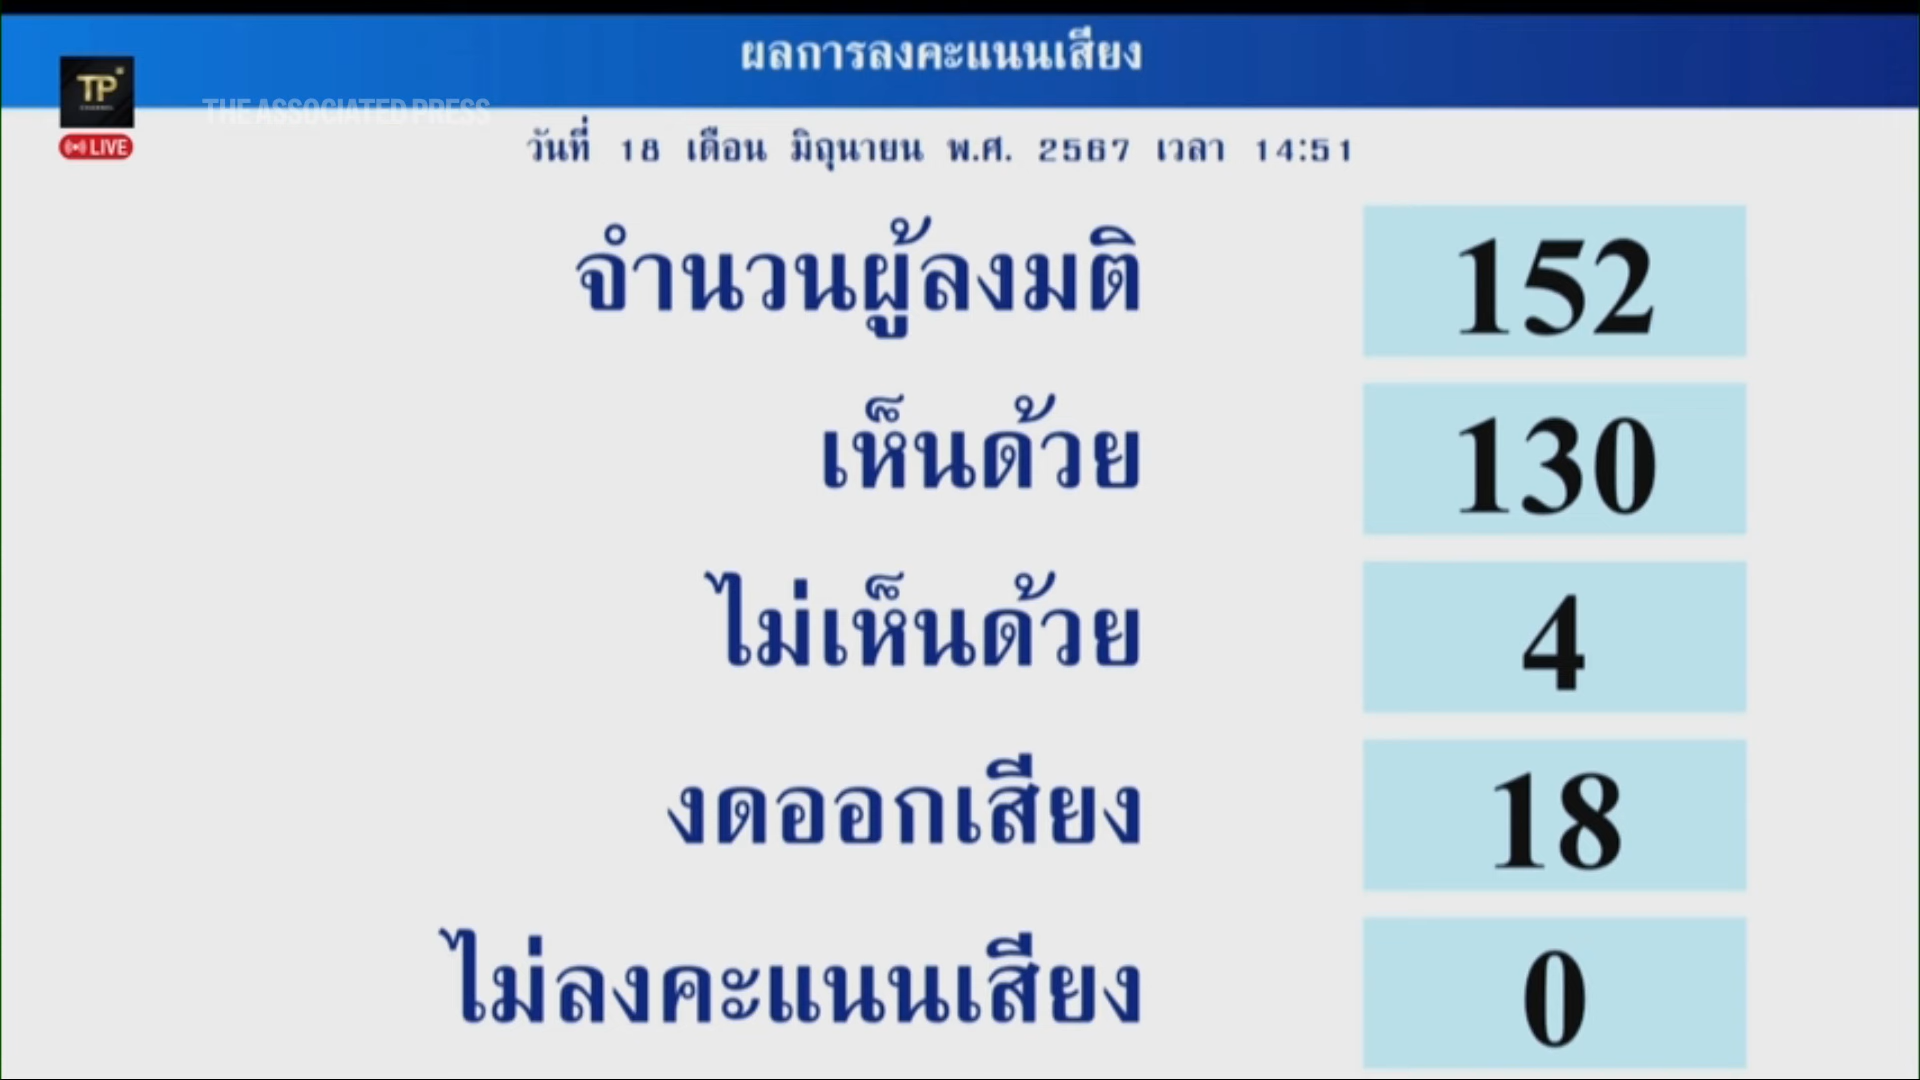 ผลการลงคะแนนเสียง
TP
CHANNEL
LIVE
THE ASSOCIATED PRESS
วันที่ 18 เดือน มิถุนายน พ.ศ. 2567 เวลา 14:51
จำนวนผู้ลงมติ 152
เห็นด้วย 130
ไม่เห็นด้วย 4
งดออกเสียง 18
ไม่ลงคะแนนเสียง 0